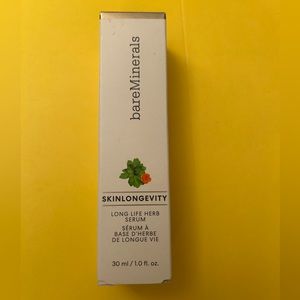 bareMinerals
SKINLONGEVITY
LONG LIFE HERB
SERUM
SÉRUM À
BASE D'HERBE
DE LONGUE VIE
30 ml / 1.0 fl. oz.